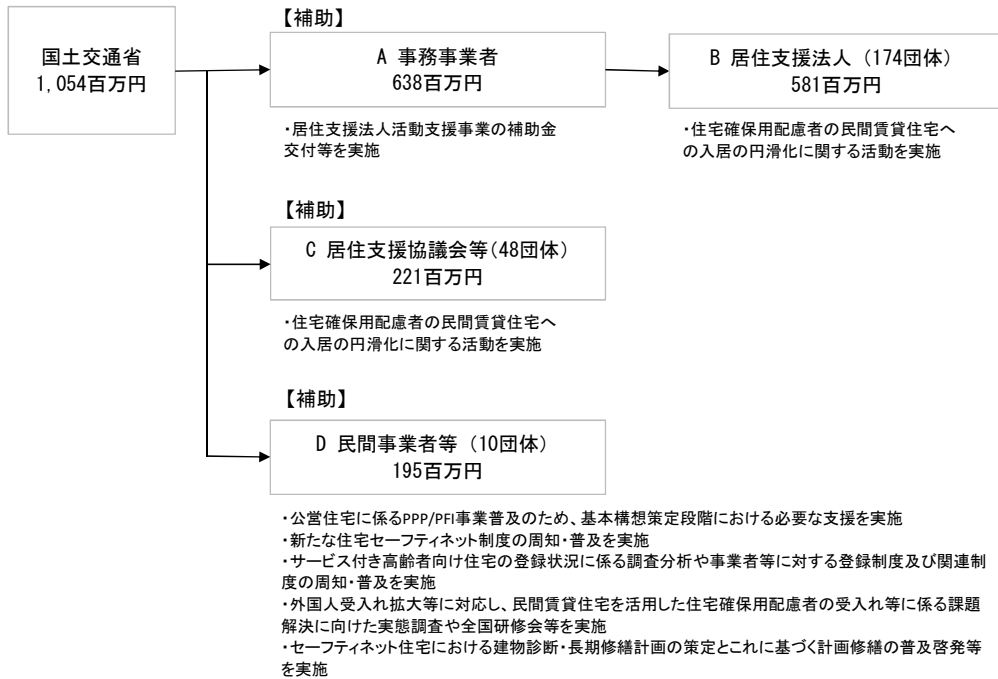 国土交通省
1,054百万円
【補助】
A 事務事業者
638百万円
・居住支援法人活動支援事業の補助金
交付等を実施
B 居住支援法人（174団体）
581百万円
・住宅確保用配慮者の民間賃貸住宅へ
の入居の円滑化に関する活動を実施
【補助】
C 居住支援協議会等（48団体）
221百万円
・住宅確保用配慮者の民間賃貸住宅へ
の入居の円滑化に関する活動を実施
【補助】
D 民間事業者等（10団体）
195百万円
・公営住宅に係るPPP/PFI事業普及のため、基本構想策定段階における必要な支援を実施
・新たな住宅セーフティネット制度の周知・普及を実施
・サービス付き高齢者向け住宅の登録状況に係る調査分析や事業者等に対する登録制度及び関連制
度の周知・普及を実施
・外国人受入れ拡大等に対応し、民間賃貸住宅を活用した住宅確保用配慮者の受入れ等に係る課題
解決に向けた実態調査や全国研修会等を実施
・セーフティネット住宅における建物診断・長期修繕計画の策定とこれに基づく計画修繕の普及啓発等
を実施